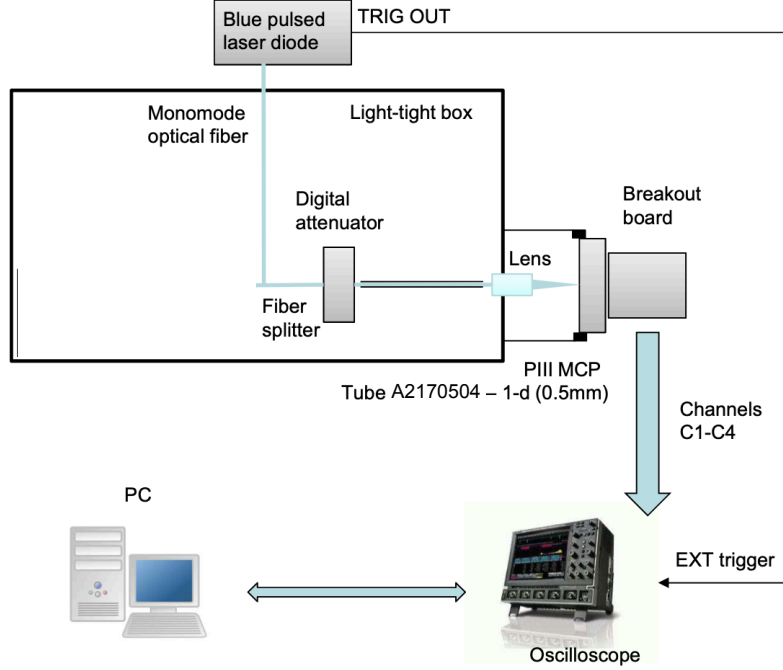 Blue pulsed
laser diode
TRIG OUT
Monomode
optical fiber
Light-tight box
Digital
attenuator
Breakout
board
Lens
Fiber
splitter
PIII MCP
Tube A2170504 – 1-d (0.5mm)
Channels
C1-C4
PC
EXT trigger
Oscilloscope